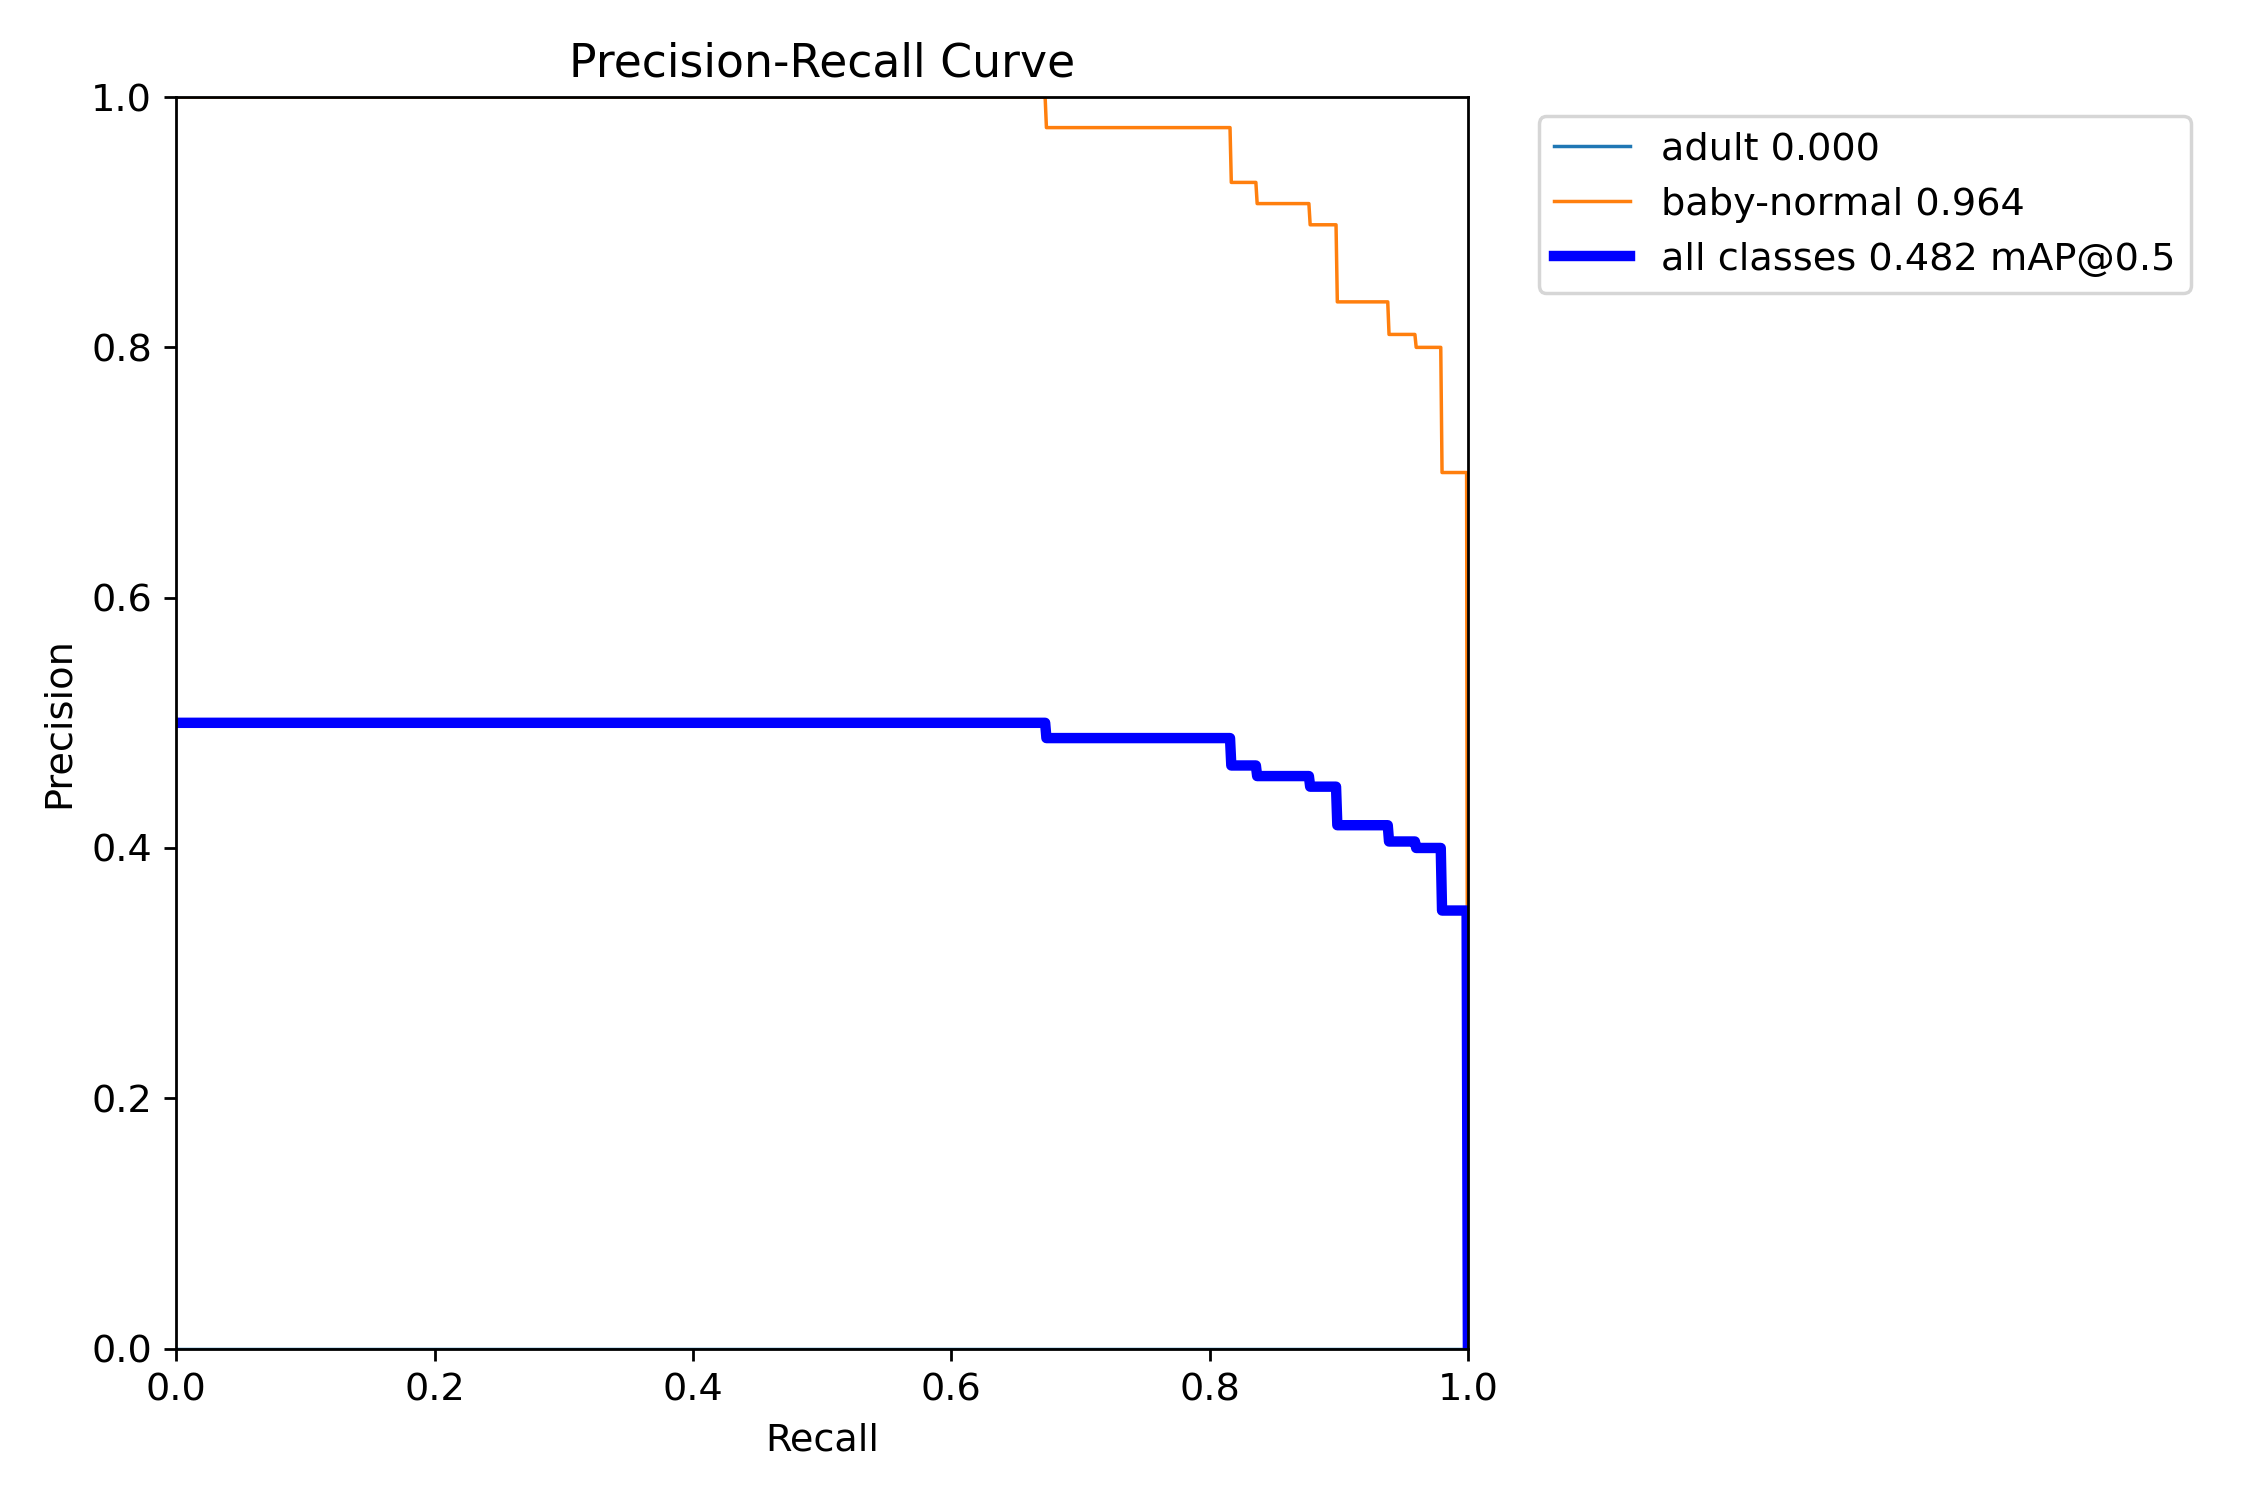 Precision-Recall Curve
1.0
0.8
0.6
0.4
0.2
0.0
Precision
0.0 0.2 0.4 0.6 0.8 1.0
Recall
adult 0.000
baby-normal 0.964
all classes 0.482 mAP@0.5